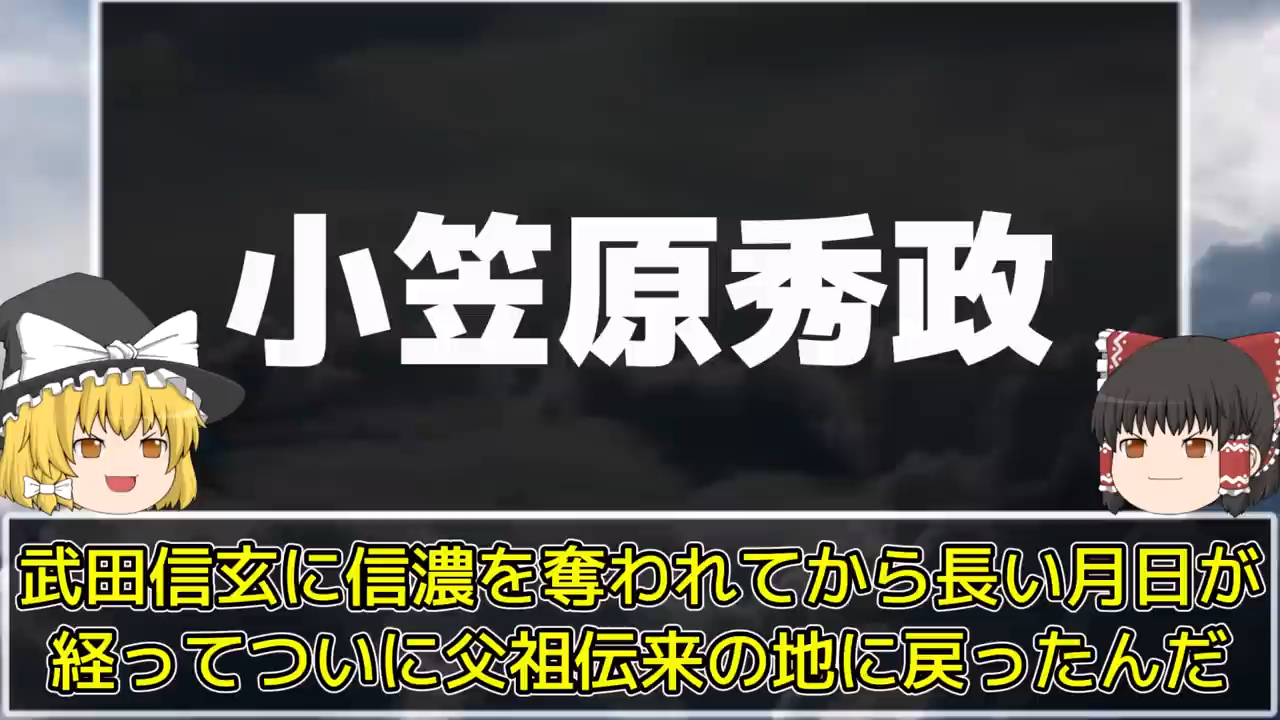 小笠原秀政
武田信玄に信濃を奪われてから長い月日が
経ってついに父祖伝来の地に戻ったんだ